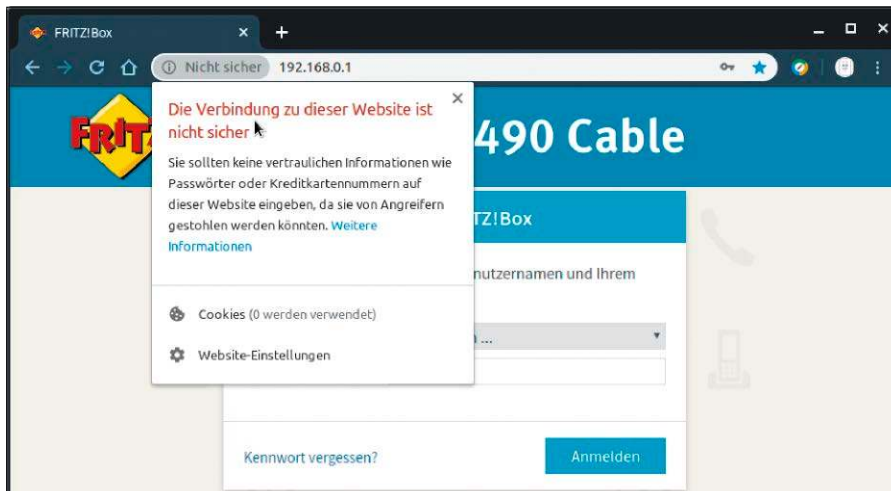 FRITZ!Box
Nicht sicher 192.168.0.1
Die Verbindung zu dieser Website ist
nicht sicher
Sie sollten keine vertraulichen Informationen wie
Passwörter oder Kreditkartennummern auf
dieser Website eingeben, da sie von Angreifern
gestohlen werden könnten. Weitere
Informationen
Cookies (0 werden verwendet)
Website-Einstellungen
FRIT
490 Cable
TZ!Box
nutzernamen und Ihrem
...
Kennwort vergessen?
Anmelden